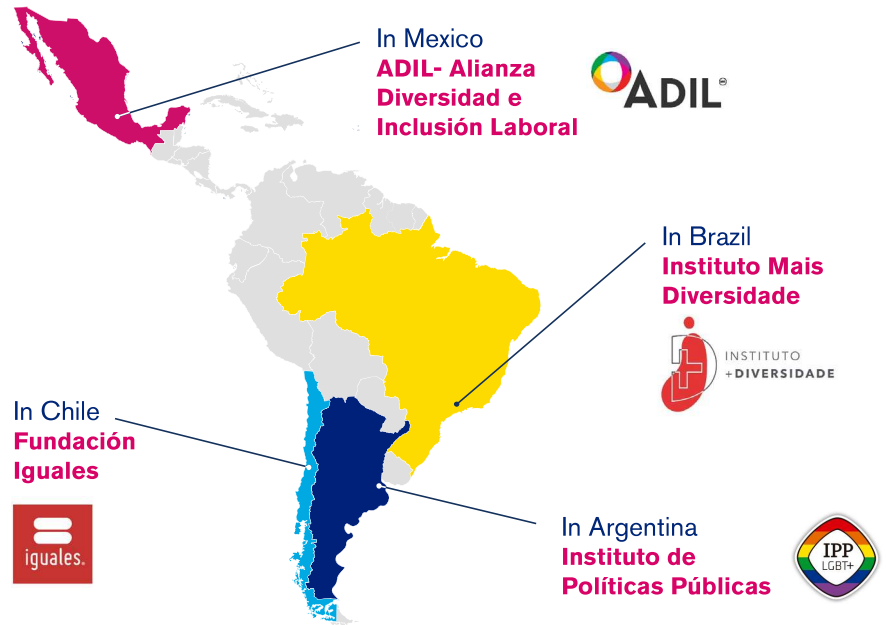 In Mexico
ADIL- Alianza
Diversidad e
Inclusión Laboral
ADIL
In Brazil
Instituto Mais
Diversidade
INSTITUTO
+DIVERSIDADE
In Chile
Fundación
Iguales
iguales.
In Argentina
Instituto de
Políticas Públicas
IPP
LGBT+